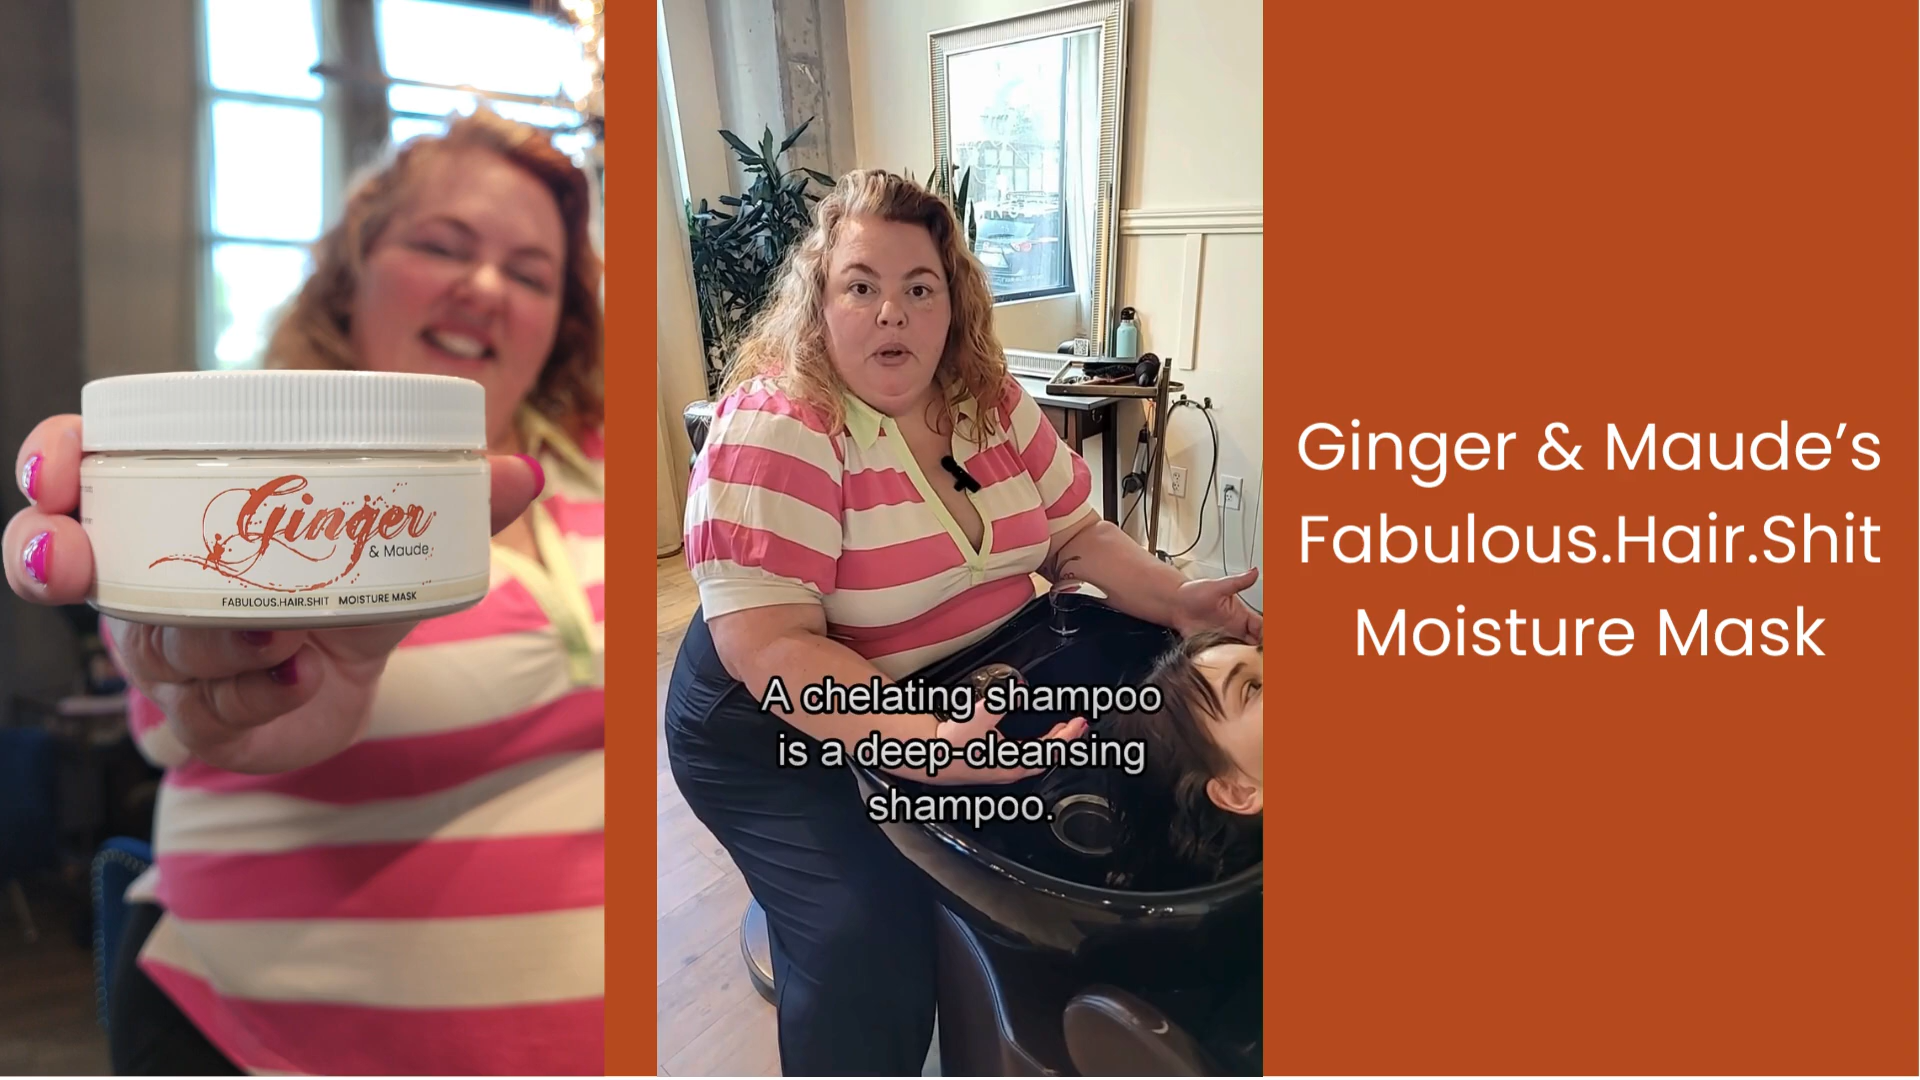 Ginger
& Maude
FABULOUS.HAIR.SHIT MOISTURE MASK
A chelating shampoo
is a deep-cleansing
shampoo.
Ginger & Maude’s
Fabulous.Hair.Shit
Moisture Mask